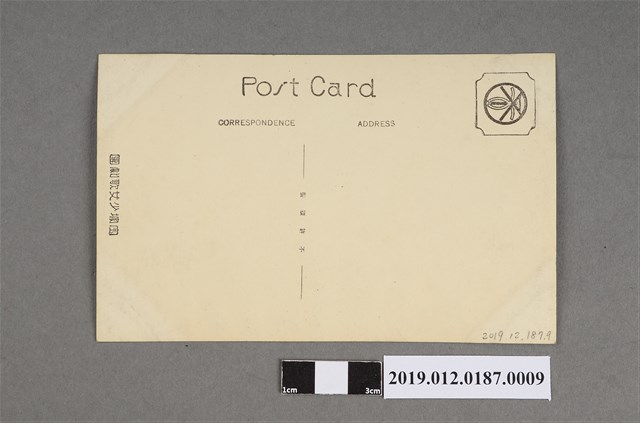 Post Card
CORRESPONDENCE
ADDRESS
2019.12.187.9
1cm
3cm
2019.012.0187.0009